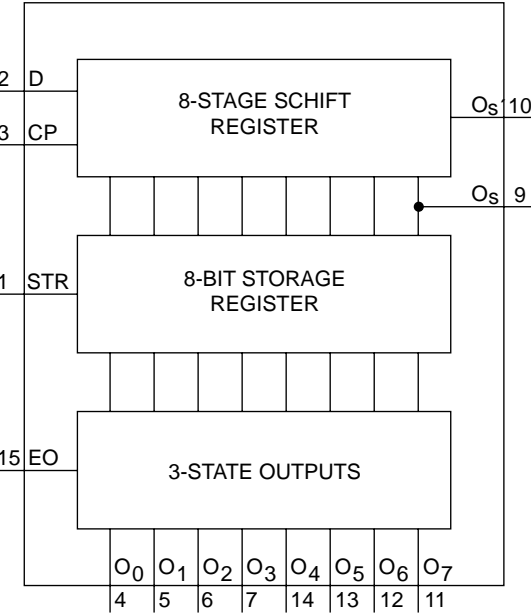 2 D
8-STAGE SCHIFT
REGISTER
Os' 10
3 CP
Os 9
1 STR
8-BIT STORAGE
REGISTER
15 EO
3-STATE OUTPUTS
O0 O1 O2 O3 O4 O5 O6 O7
4 5 6 7 14 13 12 11